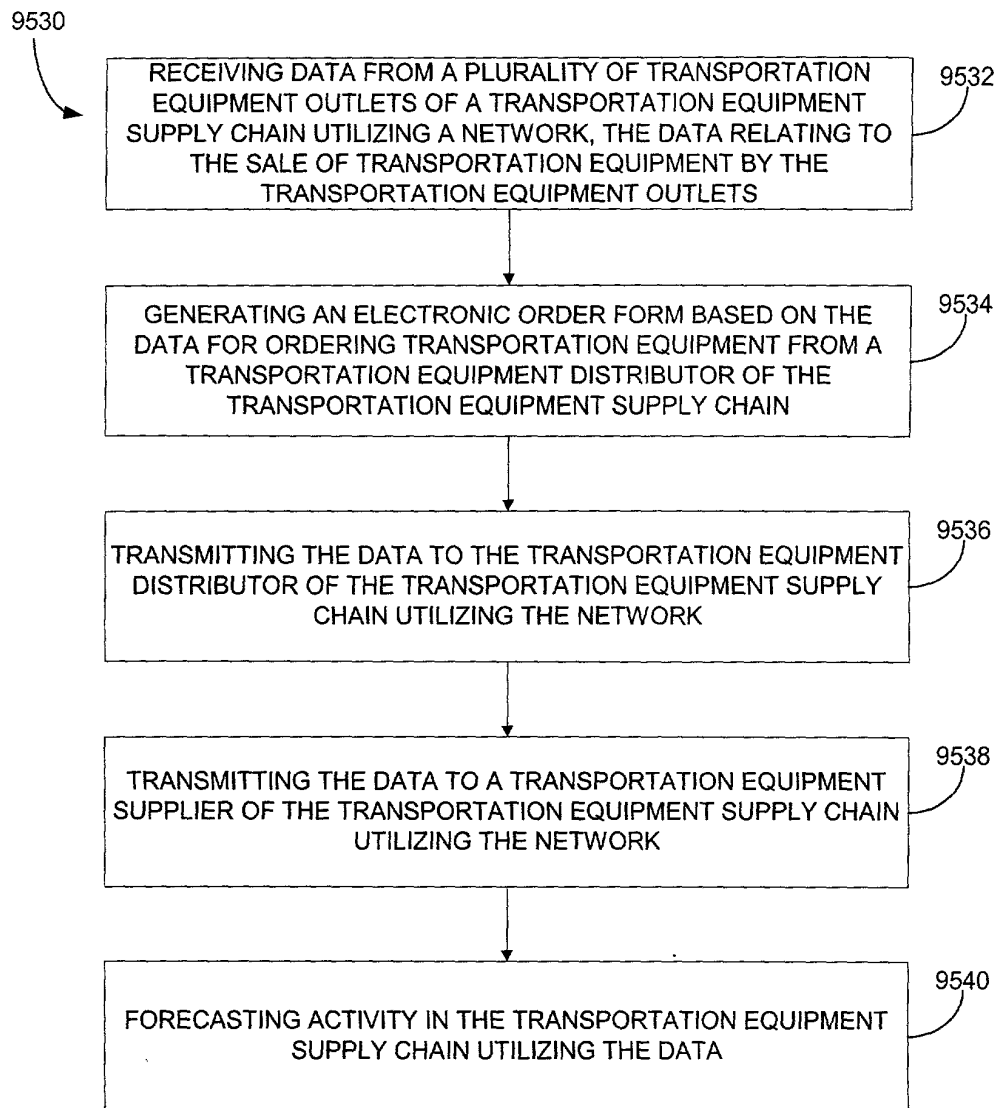 9530
RECEIVING DATA FROM A PLURALITY OF TRANSPORTATION
EQUIPMENT OUTLETS OF A TRANSPORTATION EQUIPMENT
SUPPLY CHAIN UTILIZING A NETWORK, THE DATA RELATING TO
THE SALE OF TRANSPORTATION EQUIPMENT BY THE
TRANSPORTATION EQUIPMENT OUTLETS
9532
GENERATING AN ELECTRONIC ORDER FORM BASED ON THE
DATA FOR ORDERING TRANSPORTATION EQUIPMENT FROM A
TRANSPORTATION EQUIPMENT DISTRIBUTOR OF THE
TRANSPORTATION EQUIPMENT SUPPLY CHAIN
9534
TRANSMITTING THE DATA TO THE TRANSPORTATION EQUIPMENT
DISTRIBUTOR OF THE TRANSPORTATION EQUIPMENT SUPPLY
CHAIN UTILIZING THE NETWORK
9536
TRANSMITTING THE DATA TO A TRANSPORTATION EQUIPMENT
SUPPLIER OF THE TRANSPORTATION EQUIPMENT SUPPLY CHAIN
UTILIZING THE NETWORK
9538
FORECASTING ACTIVITY IN THE TRANSPORTATION EQUIPMENT
SUPPLY CHAIN UTILIZING THE DATA
9540